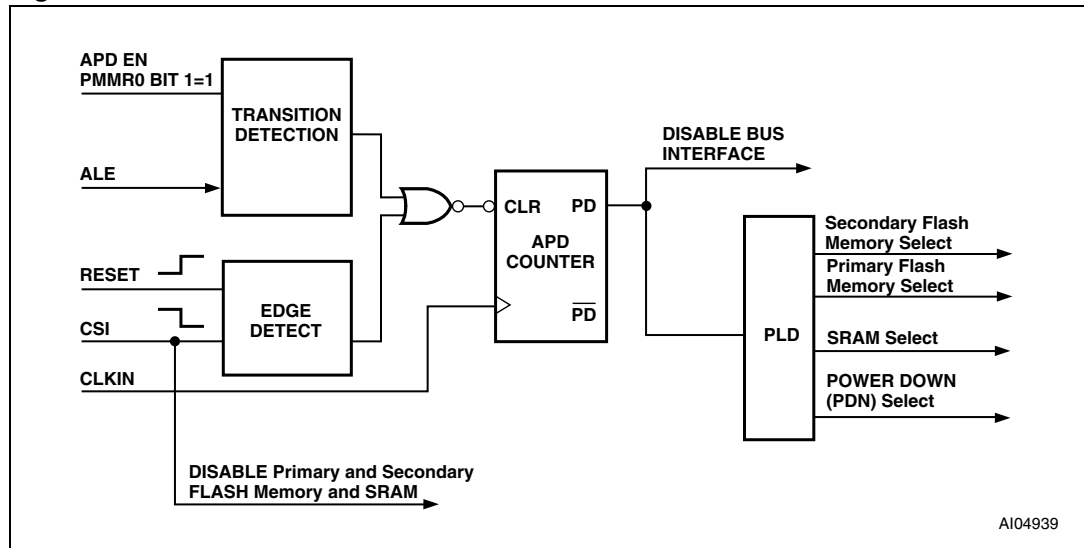 APD EN
PMMR0 BIT 1=1
TRANSITION
DETECTION
ALE
RESET
CSI
EDGE
DETECT
CLKIN
CLR
PD
APD
COUNTER
PD
DISABLE BUS
INTERFACE
PLD
Secondary Flash
Memory Select
Primary Flash
Memory Select
SRAM Select
POWER DOWN
(PDN) Select
DISABLE Primary and Secondary
FLASH Memory and SRAM
AI04939